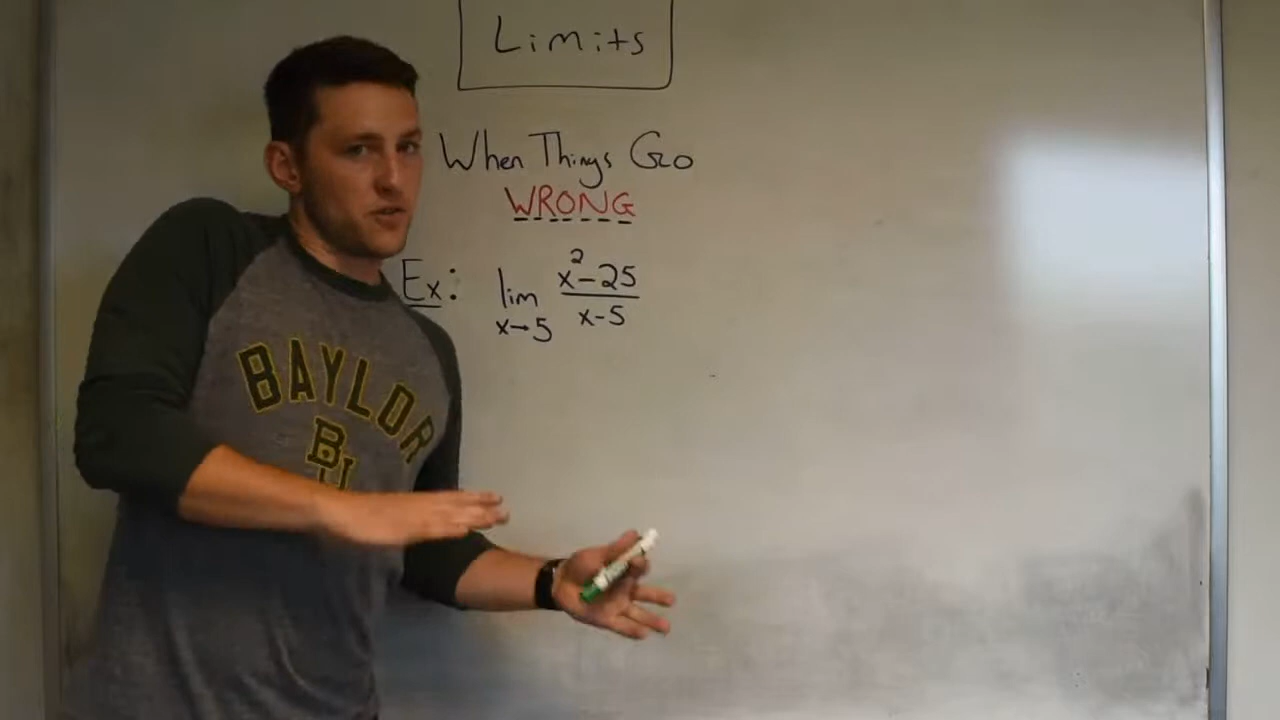 Limits
When Things Go
WRONG
Ex: lim x→5 x²-25 / x-5
BAYLOR
BU